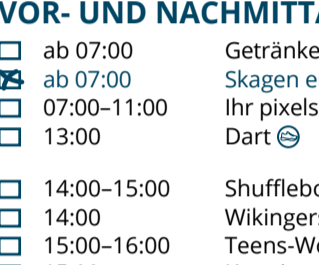 VOR- UND NACHMITTA
ab 07:00 Getränke
ab 07:00 Skagen e
07:00–11:00 Ihr pixels
13:00 Dart
14:00–15:00 Shufflebo
14:00 Wikingers
15:00–16:00 Teens-Wo